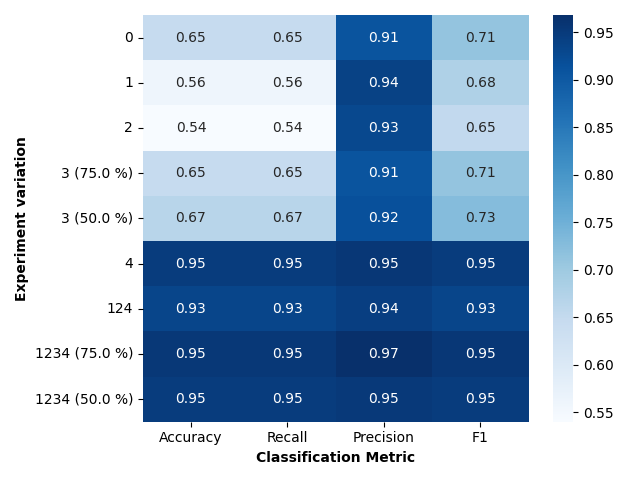 0 0.65 0.65 0.91 0.71
1 0.56 0.56 0.94 0.68
2 0.54 0.54 0.93 0.65
3 (75.0 %) 0.65 0.65 0.91 0.71
3 (50.0 %) 0.67 0.67 0.92 0.73
4 0.95 0.95 0.95 0.95
124 0.93 0.93 0.94 0.93
1234 (75.0 %) 0.95 0.95 0.97 0.95
1234 (50.0 %) 0.95 0.95 0.95 0.95
Accuracy Recall Precision F1
Classification Metric
Experiment variation
0.95
0.90
0.85
0.80
0.75
0.70
0.65
0.60
0.55